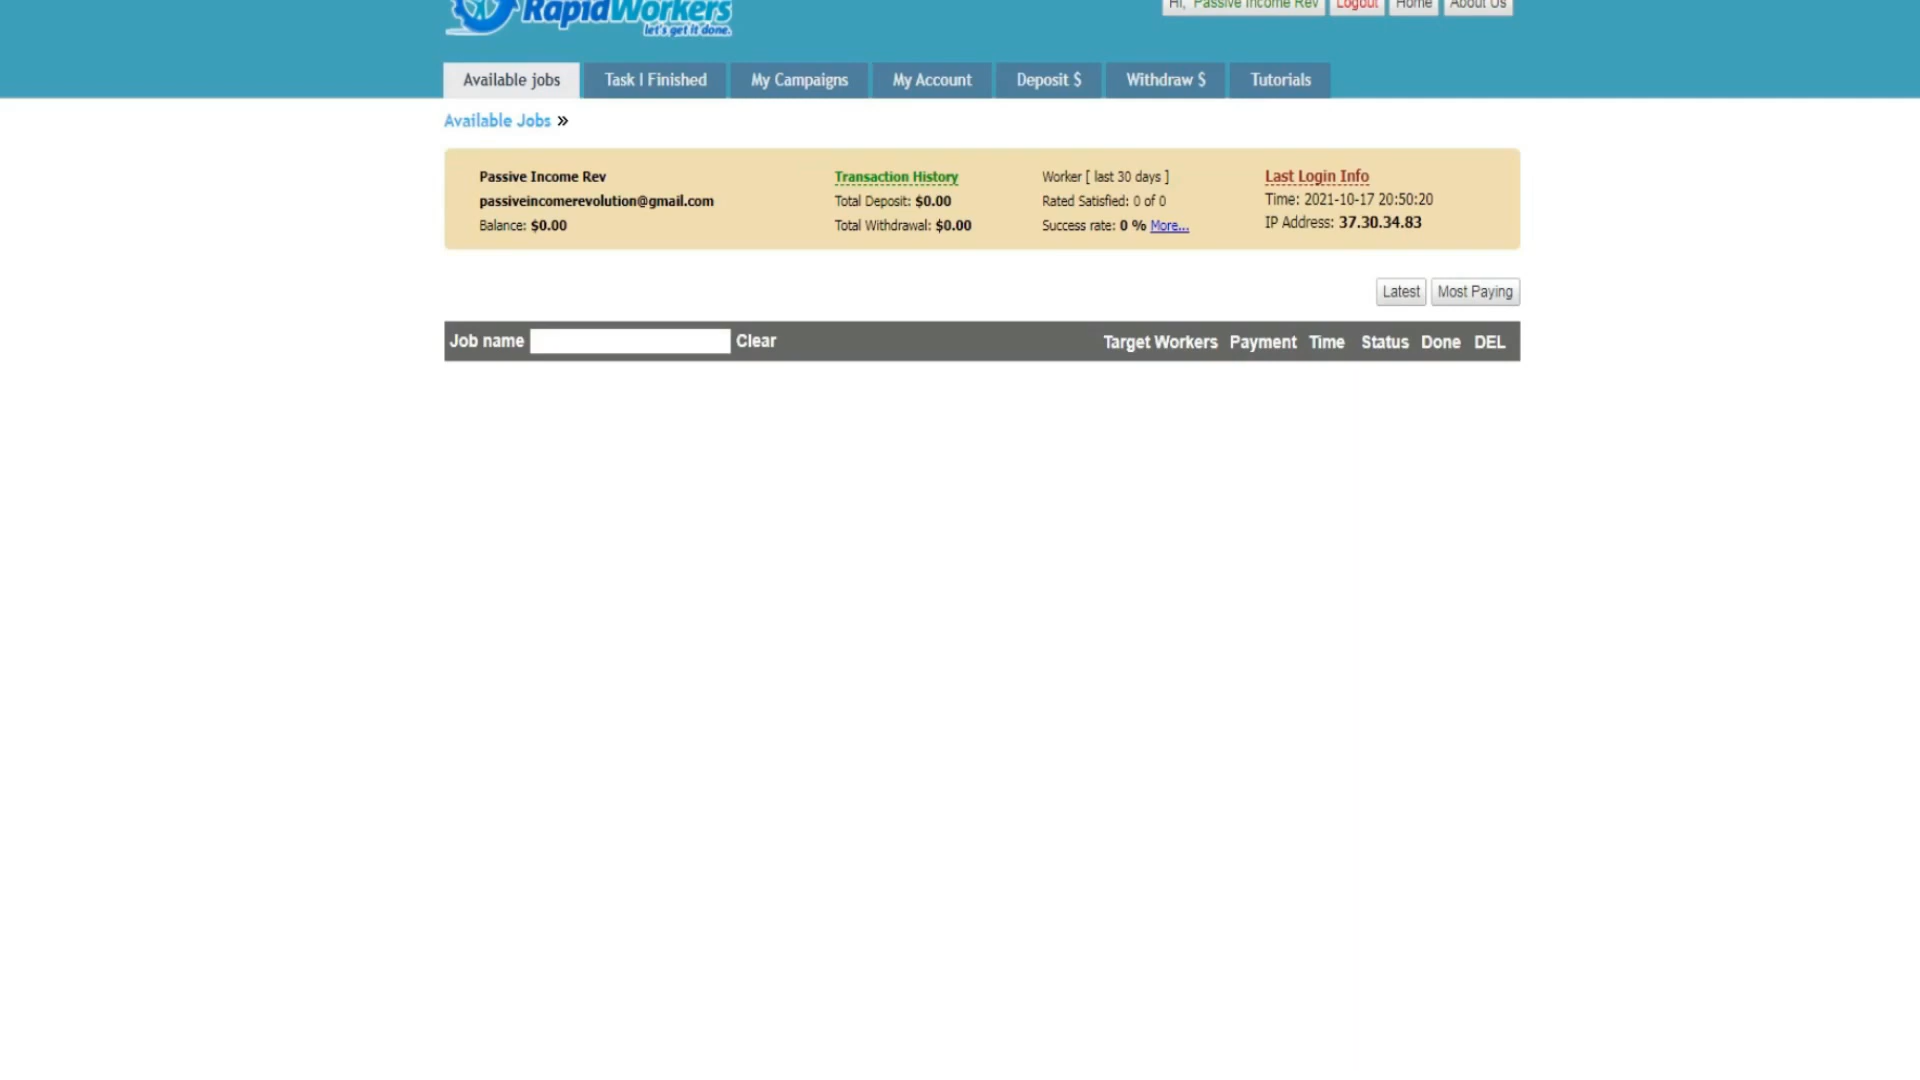 RapidWorkers
let's get it done.
Hi, Passive Income Rev Logout Home About Us
Available jobs Task I Finished My Campaigns My Account Deposit $ Withdraw $ Tutorials
Available Jobs »
Passive Income Rev
passiveincomerevolution@gmail.com
Balance: $0.00
Transaction History
Total Deposit: $0.00
Total Withdrawal: $0.00
Worker [ last 30 days ]
Rated Satisfied: 0 of 0
Success rate: 0 % More...
Last Login Info
Time: 2021-10-17 20:50:20
IP Address: 37.30.34.83
Latest Most Paying
Job name Clear Target Workers Payment Time Status Done DEL